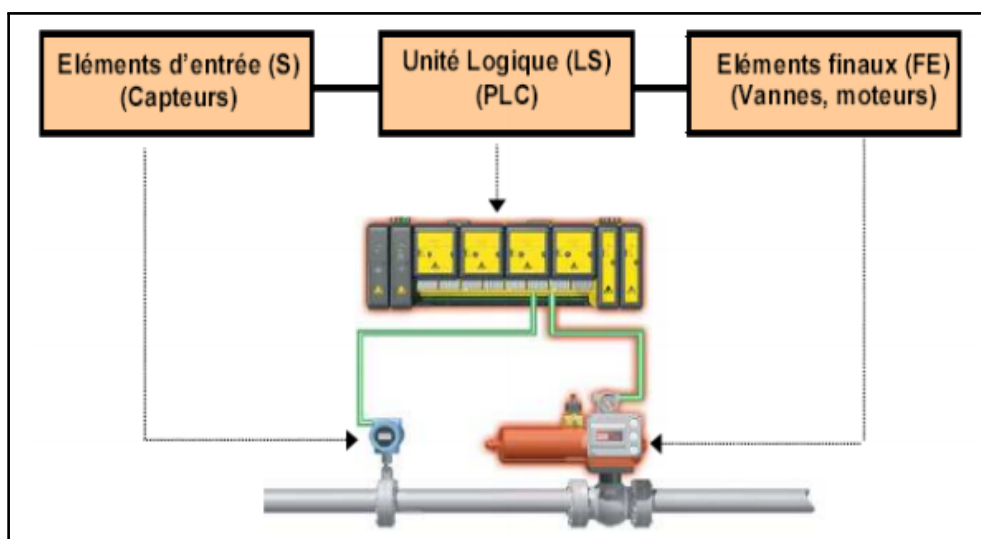 Eléments d'entrée (S)
(Capteurs)
Unité Logique (LS)
(PLC)
Eléments finaux (FE)
(Vannes, moteurs)